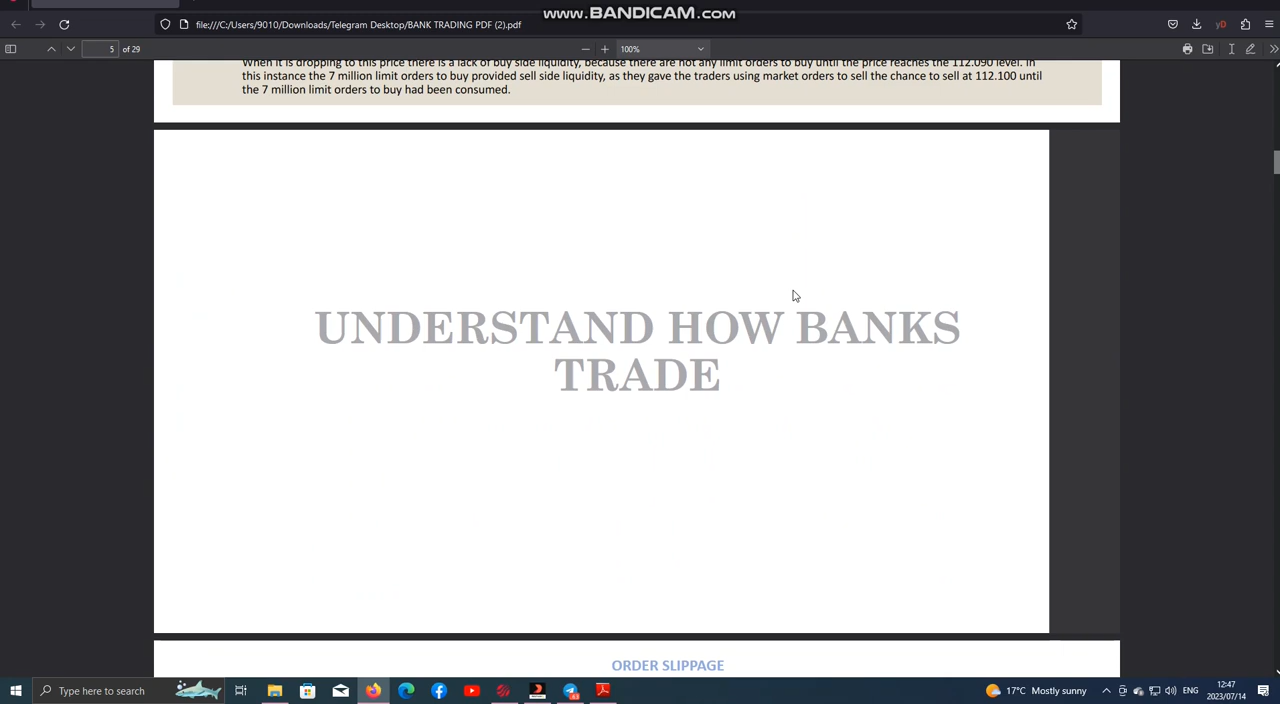 www.BANDICAM.com
file:///C:/Users/9010/Downloads/Telegram Desktop/BANK TRADING PDF (2).pdf
5 of 29
100%
When it is dropping to this price there is a lack of buy side liquidity, because there are not any limit orders to buy until the price reaches the 112.090 level. In
this instance the 7 million limit orders to buy provided sell side liquidity, as they gave the traders using market orders to sell the chance to sell at 112.100 until
the 7 million limit orders to buy had been consumed.
UNDERSTAND HOW BANKS
TRADE
ORDER SLIPPAGE
Type here to search
17°C Mostly sunny
ENG
12:47
2023/07/14